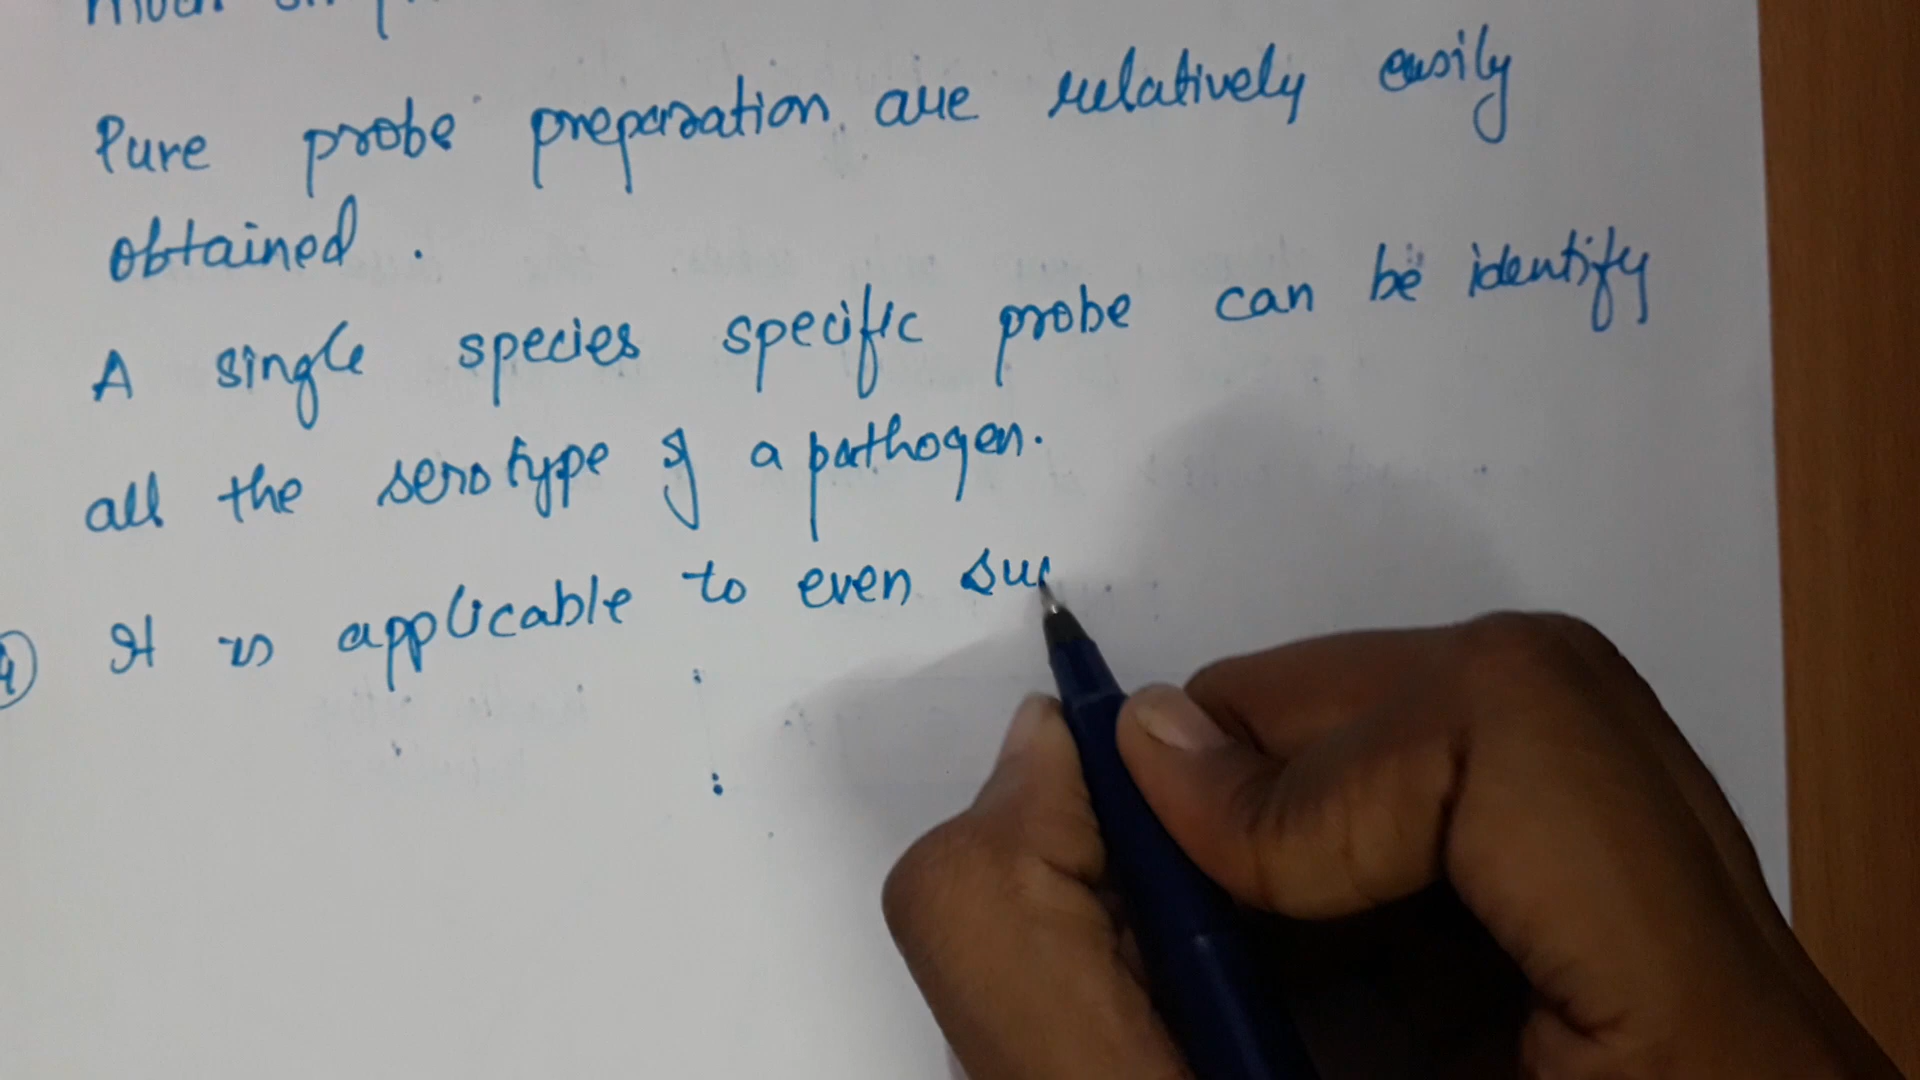 Pure probe preparation are relatively easily
obtained.
A single species specific probe can be identify
all the serotype of a pathogen.
4 It is applicable to even suc